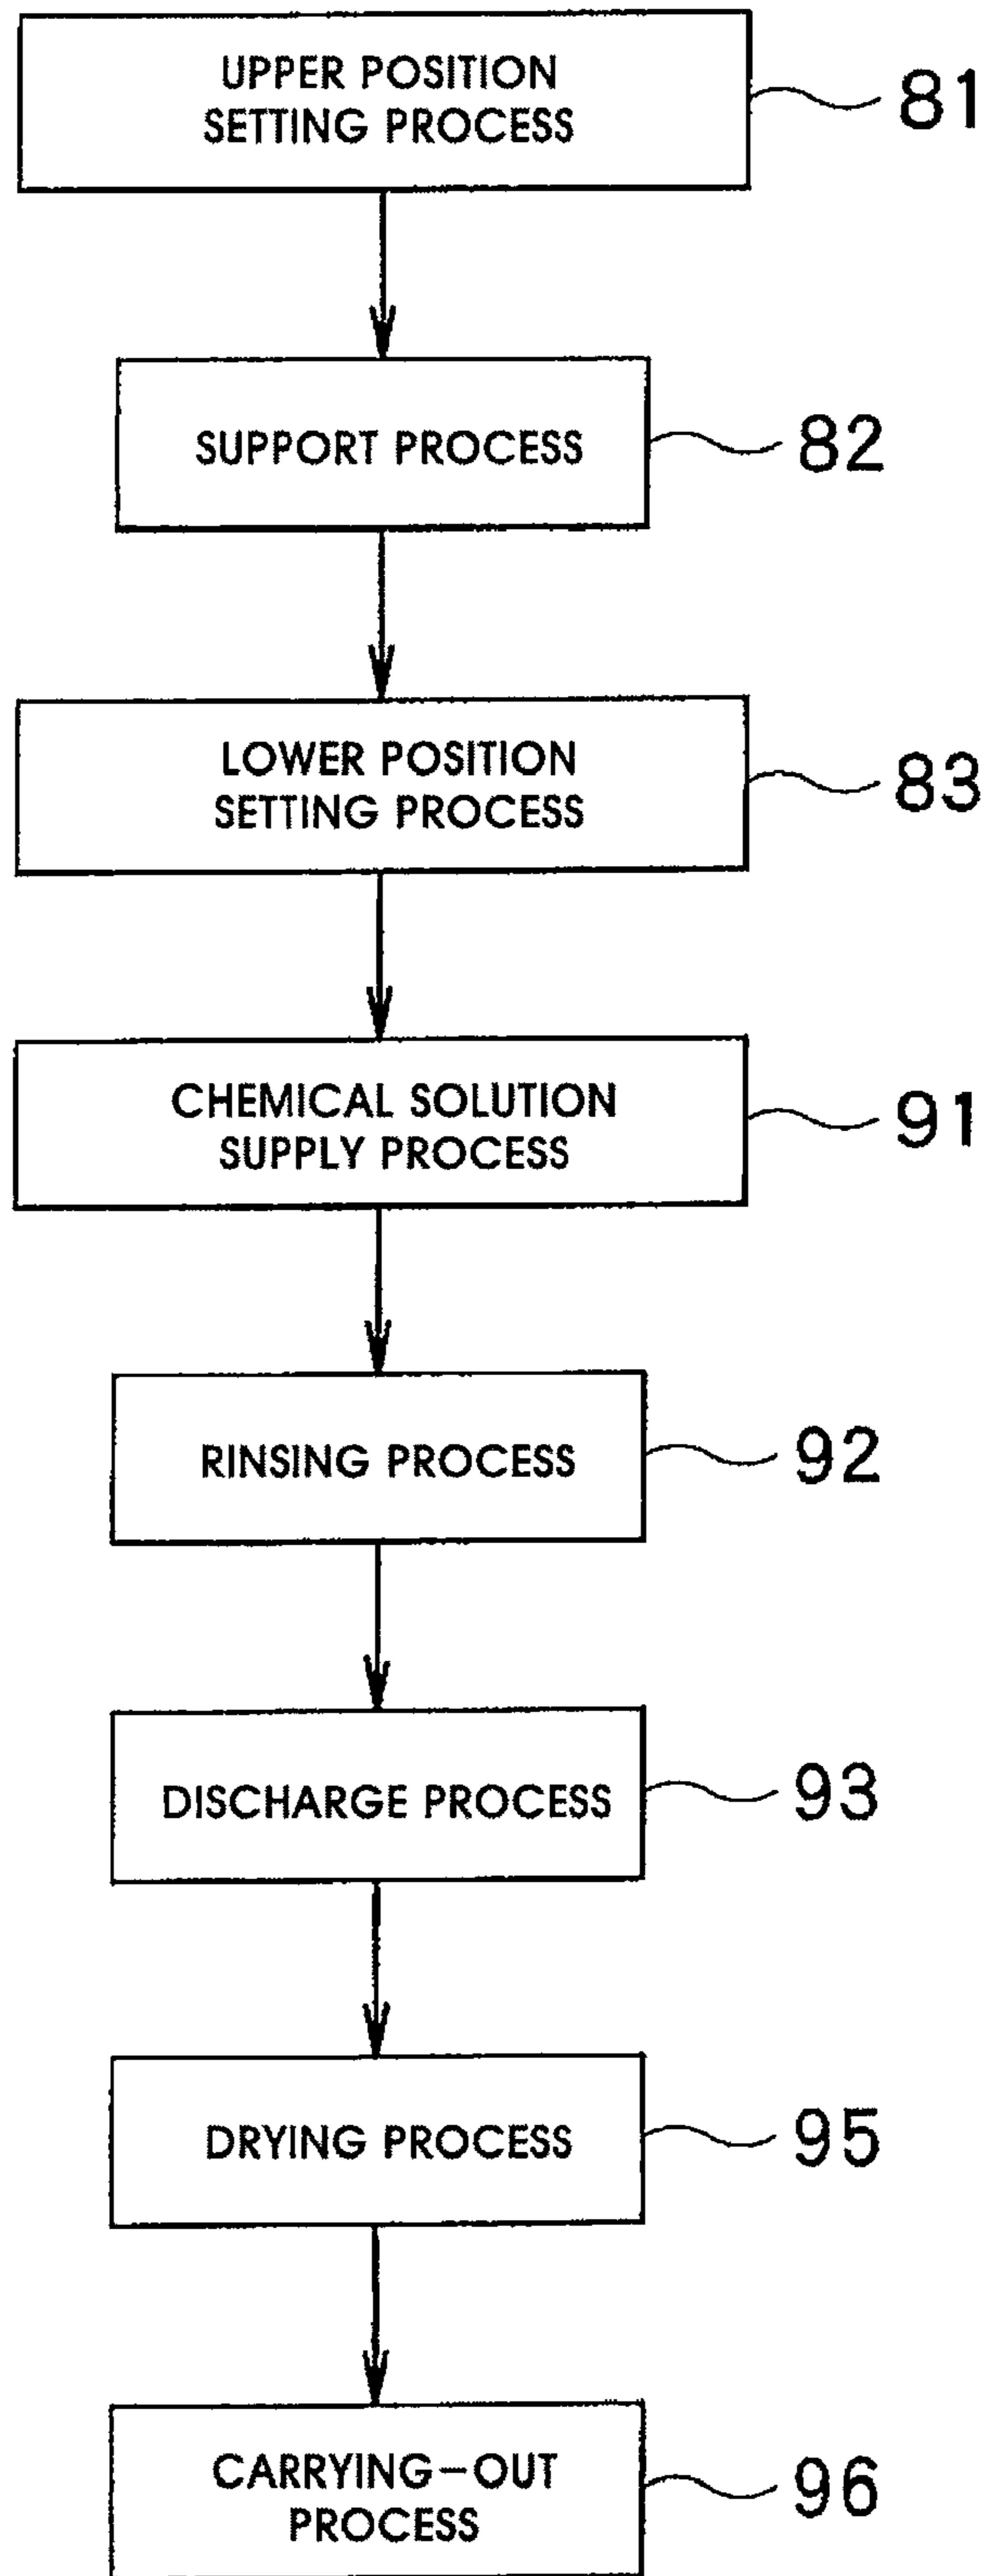 UPPER POSITION
SETTING PROCESS
81
SUPPORT PROCESS
82
LOWER POSITION
SETTING PROCESS
83
CHEMICAL SOLUTION
SUPPLY PROCESS
91
RINSING PROCESS
92
DISCHARGE PROCESS
93
DRYING PROCESS
95
CARRYING-OUT
PROCESS
96